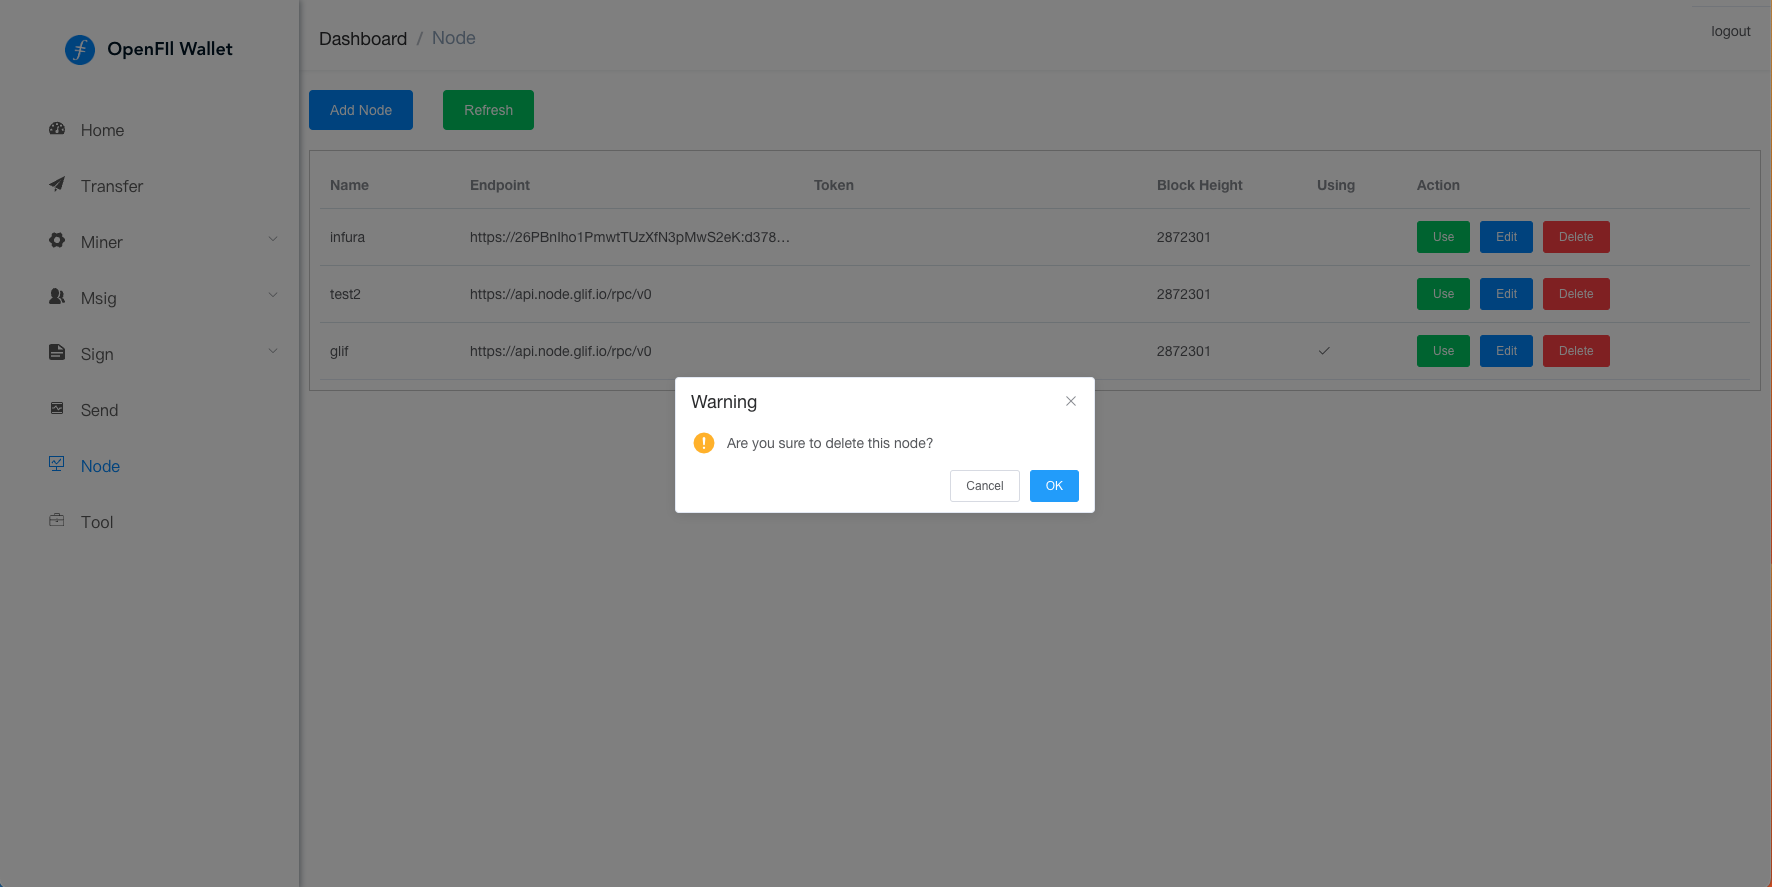 OpenFIl Wallet
Dashboard / Node
logout
Home
Transfer
Miner
Msig
Sign
Send
Node
Tool
Add Node Refresh
Name Endpoint Token Block Height Using Action
infura https://26PBnIho1PmwtTUzXfN3pMwS2eK:d378... 2872301 Use Edit Delete
test2 https://api.node.glif.io/rpc/v0 2872301 Use Edit Delete
glif https://api.node.glif.io/rpc/v0 2872301 ✓ Use Edit Delete
Warning
Are you sure to delete this node?
Cancel OK